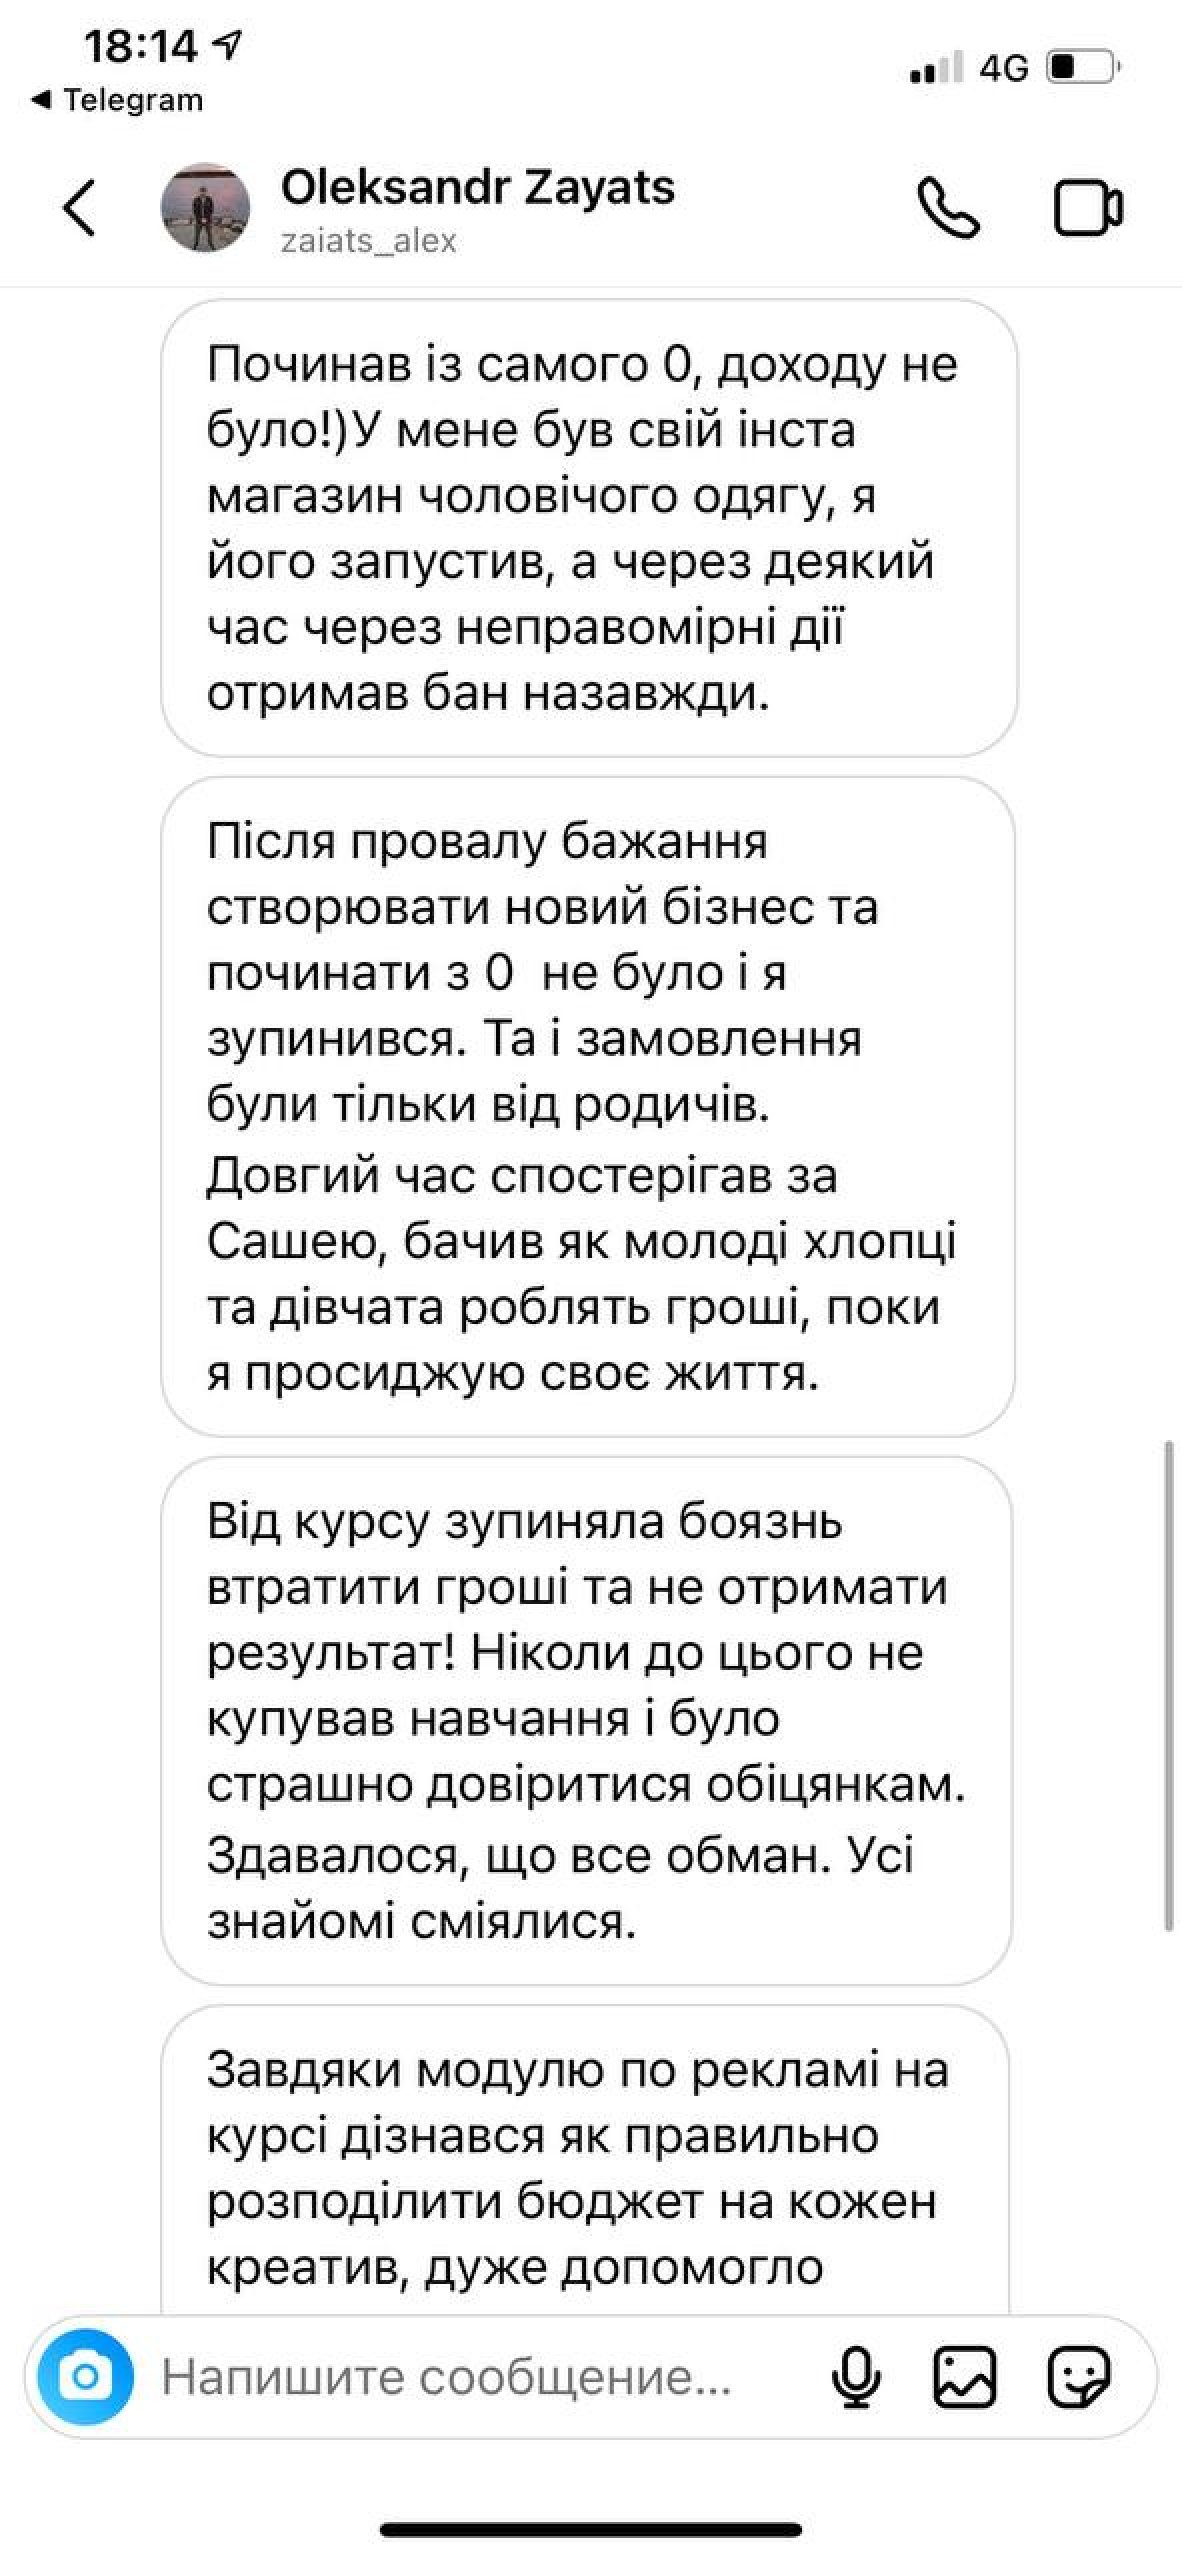 18:14
4G
◀ Telegram
Oleksandr Zayats
zaiats_alex
Починав із самого 0, доходу не
було!)У мене був свій інста
магазин чоловічого одягу, я
його запустив, а через деякий
час через неправомірні дії
отримав бан назавжди.
Після провалу бажання
створювати новий бізнес та
починати з 0  не було і я
зупинився. Та і замовлення
були тільки від родичів.
Довгий час спостерігав за
Сашею, бачив як молоді хлопці
та дівчата роблять гроші, поки
я просиджую своє життя.
Від курсу зупиняла боязнь
втратити гроші та не отримати
результат! Ніколи до цього не
купував навчання і було
страшно довіритися обіцянкам.
Здавалося, що все обман. Усі
знайомі сміялися.
Завдяки модулю по рекламі на
курсі дізнався як правильно
розподілити бюджет на кожен
креатив, дуже допомогло
Напишите сообщение...